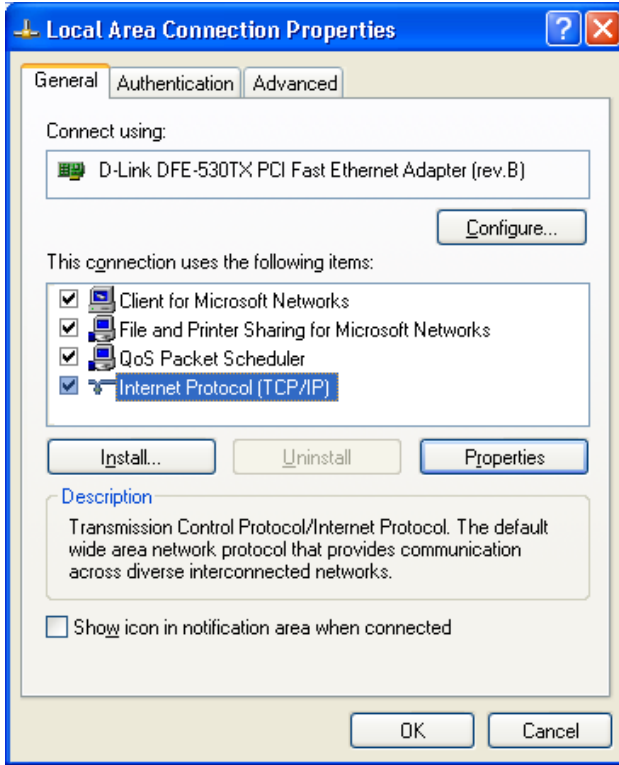 Local Area Connection Properties
General Authentication Advanced
Connect using:
D-Link DFE-530TX PCI Fast Ethernet Adapter (rev.B)
Configure...
This connection uses the following items:
Client for Microsoft Networks
File and Printer Sharing for Microsoft Networks
QoS Packet Scheduler
Internet Protocol (TCP/IP)
Install... Uninstall Properties
Description
Transmission Control Protocol/Internet Protocol. The default
wide area network protocol that provides communication
across diverse interconnected networks.
Show icon in notification area when connected
OK Cancel